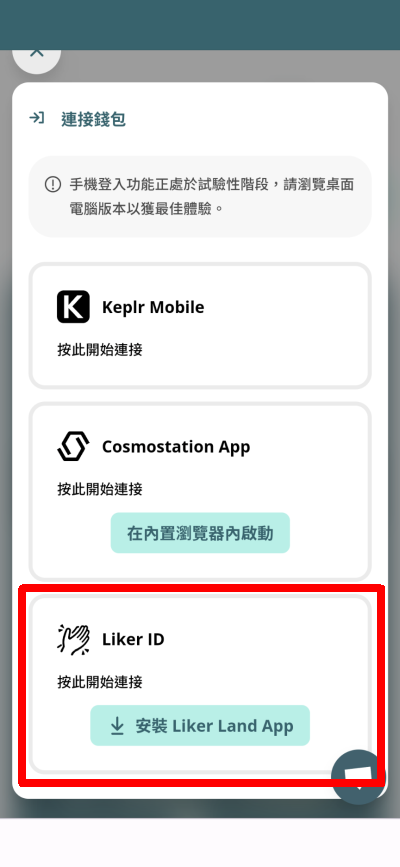 連接錢包
手機登入功能正處於試驗性階段，請瀏覽桌面
電腦版本以獲最佳體驗。
Keplr Mobile
按此開始連接
Cosmostation App
按此開始連接
在內置瀏覽器內啟動
Liker ID
按此開始連接
安裝 Liker Land App